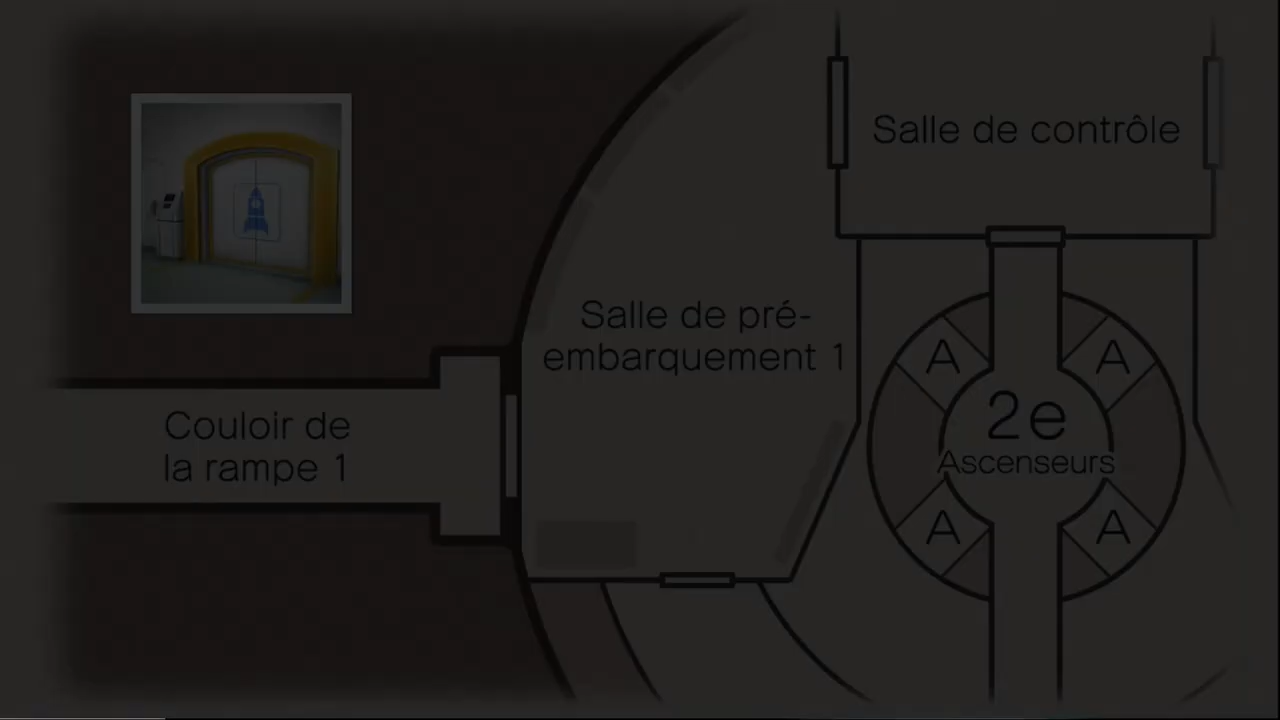 Salle de contrôle
Salle de pré-
embarquement 1
A
A
2e
Ascenseurs
Couloir de
la rampe 1
A
A